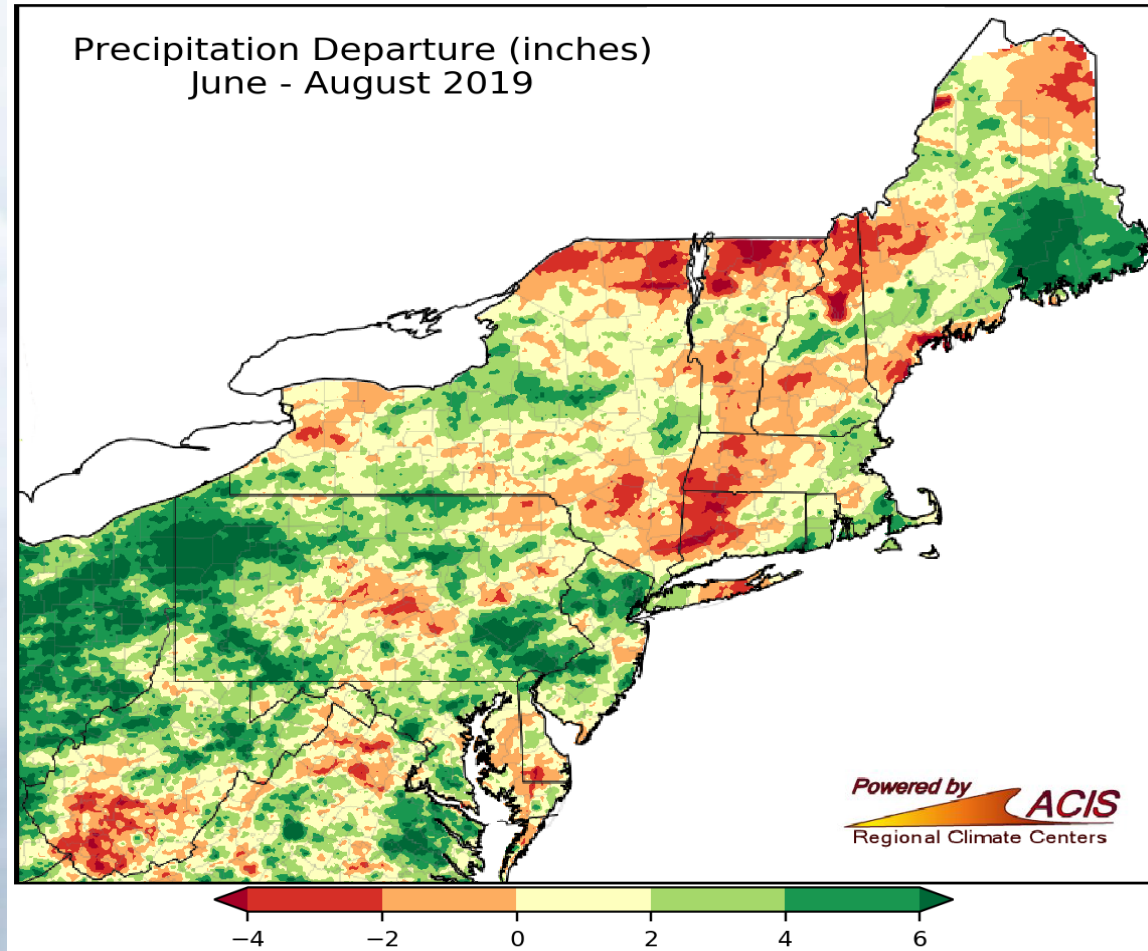 Precipitation Departure (inches)
June - August 2019
Powered by
ACIS
Regional Climate Centers
−4 −2 0 2 4 6